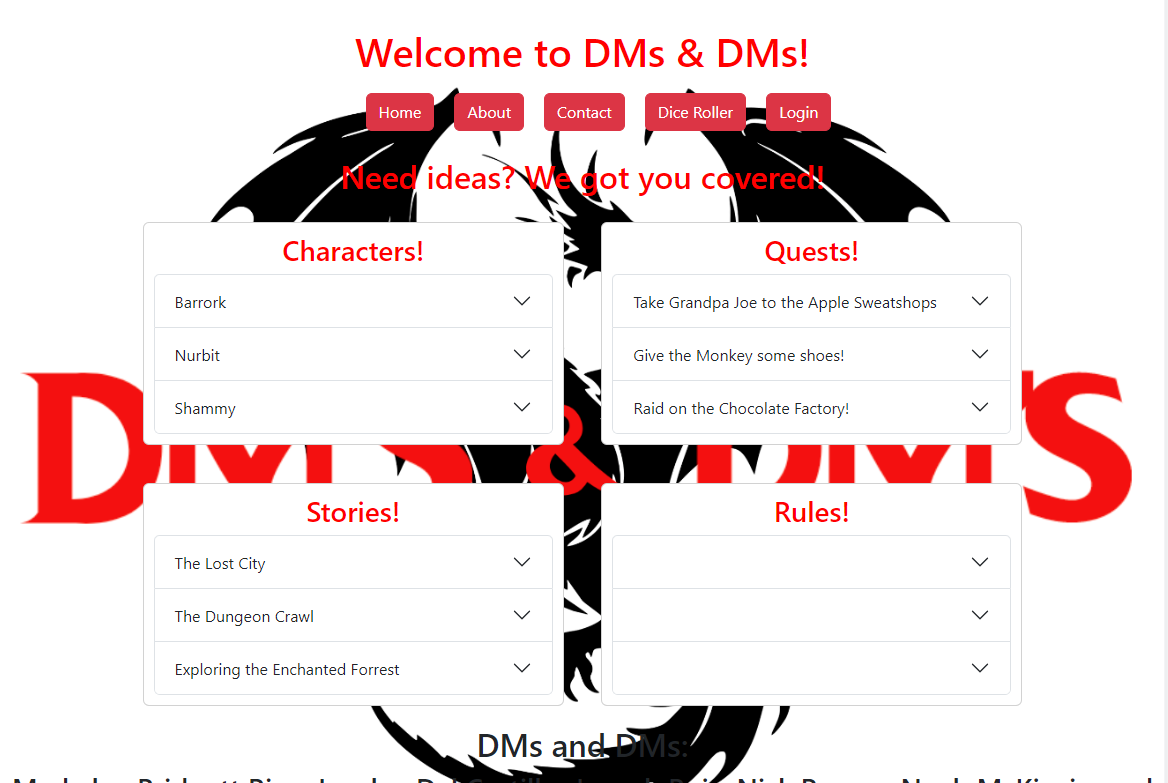 Welcome to DMs & DMs!
Home About Contact Dice Roller Login
Need ideas? We got you covered!
Characters!
Barrork
Nurbit
Shammy
Quests!
Take Grandpa Joe to the Apple Sweatshops
Give the Monkey some shoes!
Raid on the Chocolate Factory!
DM'S & DM'S
Stories!
The Lost City
The Dungeon Crawl
Exploring the Enchanted Forrest
Rules!
DMs and DMs: